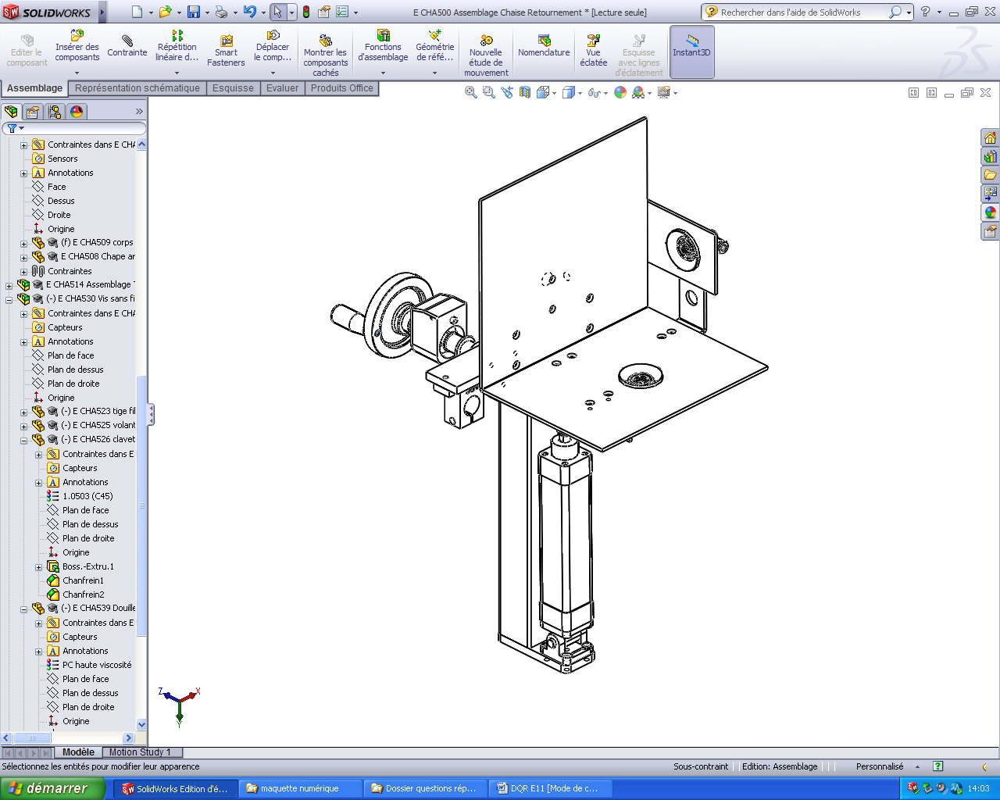 SOLIDWORKS
E CHA500 Assemblage Chaise Retournement * [Lecture seule]
Rechercher dans l'aide de SolidWorks
Editer le composant
Insérer des composants
Contrainte
Répétition linéaire d...
Smart Fasteners
Déplacer le comp...
Montrer les composants cachés
Fonctions d'assemblage
Géométrie de réfé...
Nouvelle étude de mouvement
Nomenclature
Vue éclatée
Esquisse avec lignes d'éclatement
Instant3D
Assemblage
Représentation schématique
Esquisse
Evaluer
Produits Office
Contraintes dans E CHA
Sensors
Annotations
Face
Dessus
Droite
Origine
(f) E CHA509 corps
E CHA508 Chape ar
Contraintes
E CHA514 Assemblage
(-) E CHA530 Vis sans fi
Contraintes dans E CHA
Capteurs
Annotations
Plan de face
Plan de dessus
Plan de droite
Origine
(-) E CHA523 tige fil
(-) E CHA525 volant
(-) E CHA526 clavet
Contraintes dans E
Capteurs
Annotations
1.0503 (C45)
Plan de face
Plan de dessus
Plan de droite
Origine
Boss.-Extru.1
Chanfrein1
Chanfrein2
(-) E CHA539 Douille
Contraintes dans E
Capteurs
Annotations
PC haute viscosité
Plan de face
Plan de dessus
Plan de droite
Origine
Z
X
Y
Modèle
Motion Study 1
Sélectionnez les entités pour modifier leur apparence
Sous-contraint
Edition: Assemblage
Personnalisé
démarrer
SolidWorks Edition d'é...
maquette numérique
Dossier questions rép...
DQR E11 [Mode de c...
14:03